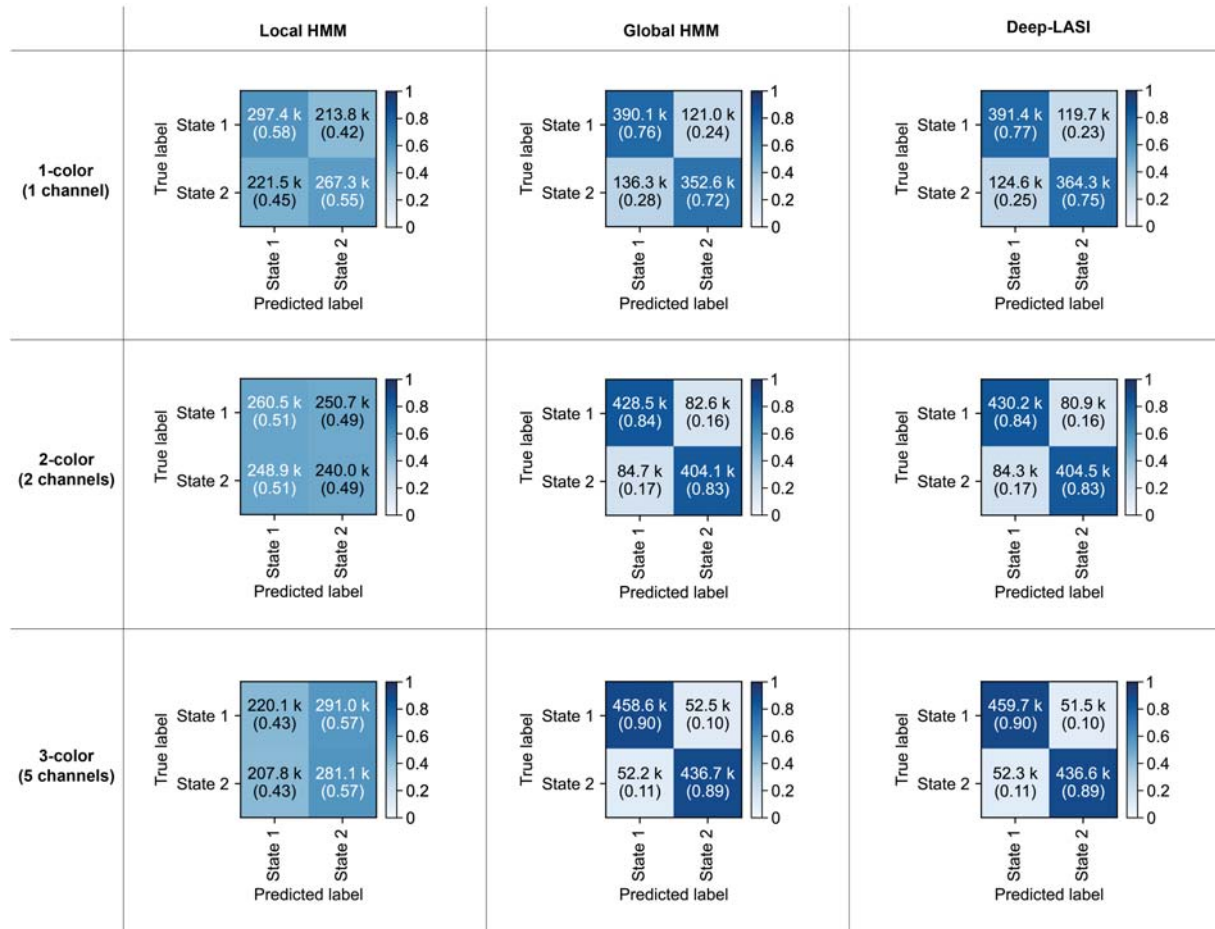 Local HMM Global HMM Deep-LASI
1-color
(1 channel)
True label
State 1
State 2
297.4 k 213.8 k
(0.58) (0.42)
221.5 k 267.3 k
(0.45) (0.55)
1
0.8
0.6
0.4
0.2
0
State 1
State 2
Predicted label
True label
State 1
State 2
390.1 k 121.0 k
(0.76) (0.24)
136.3 k 352.6 k
(0.28) (0.72)
1
0.8
0.6
0.4
0.2
0
State 1
State 2
Predicted label
True label
State 1
State 2
391.4 k 119.7 k
(0.77) (0.23)
124.6 k 364.3 k
(0.25) (0.75)
1
0.8
0.6
0.4
0.2
0
State 1
State 2
Predicted label
2-color
(2 channels)
True label
State 1
State 2
260.5 k 250.7 k
(0.51) (0.49)
248.9 k 240.0 k
(0.51) (0.49)
1
0.8
0.6
0.4
0.2
0
State 1
State 2
Predicted label
True label
State 1
State 2
428.5 k 82.6 k
(0.84) (0.16)
84.7 k 404.1 k
(0.17) (0.83)
1
0.8
0.6
0.4
0.2
0
State 1
State 2
Predicted label
True label
State 1
State 2
430.2 k 80.9 k
(0.84) (0.16)
84.3 k 404.5 k
(0.17) (0.83)
1
0.8
0.6
0.4
0.2
0
State 1
State 2
Predicted label
3-color
(5 channels)
True label
State 1
State 2
220.1 k 291.0 k
(0.43) (0.57)
207.8 k 281.1 k
(0.43) (0.57)
1
0.8
0.6
0.4
0.2
0
State 1
State 2
Predicted label
True label
State 1
State 2
458.6 k 52.5 k
(0.90) (0.10)
52.2 k 436.7 k
(0.11) (0.89)
1
0.8
0.6
0.4
0.2
0
State 1
State 2
Predicted label
True label
State 1
State 2
459.7 k 51.5 k
(0.90) (0.10)
52.3 k 436.6 k
(0.11) (0.89)
1
0.8
0.6
0.4
0.2
0
State 1
State 2
Predicted label